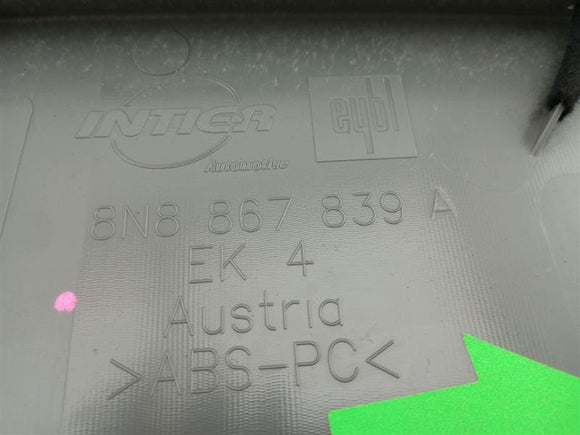 INTIER
Automotive
eybl
8N8 867 839 A
EK 4
Austria
>ABS-PC<